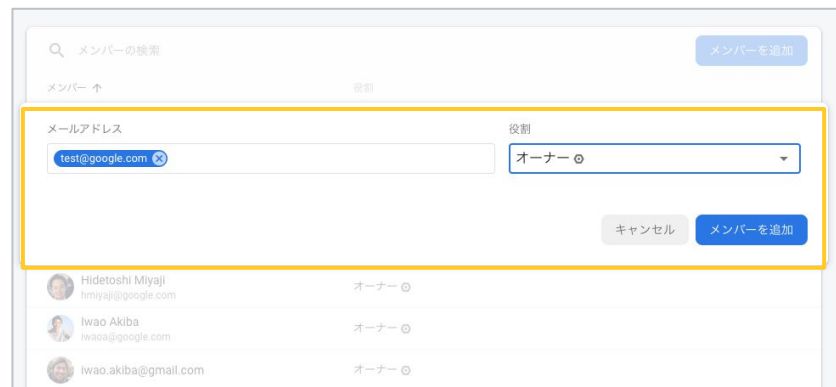 メンバーの検索
メンバーを追加
メンバー ↑
役割
メールアドレス
役割
test@google.com
オーナー
キャンセル
メンバーを追加
Hidetoshi Miyaji
hmiyaji@google.com
オーナー
Iwao Akiba
iwaoa@google.com
オーナー
iwao.akiba@gmail.com
オーナー